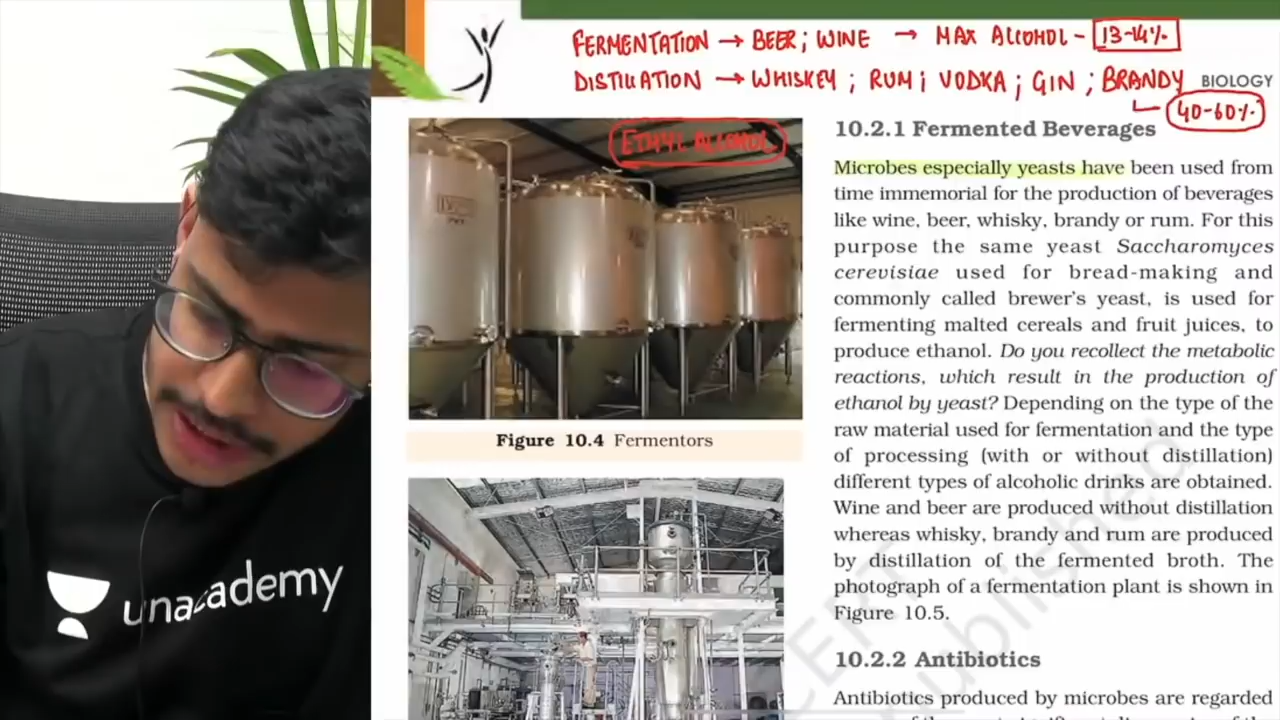 FERMENTATION → BEER; WINE → MAX ALCOHOL - 13-14%
DISTILLATION → WHISKEY; RUM; VODKA; GIN; BRANDY
40-60%
BIOLOGY
ETHYL ALCOHOL
Figure 10.4 Fermentors
unacademy
10.2.1 Fermented Beverages
Microbes especially yeasts have been used from
time immemorial for the production of beverages
like wine, beer, whisky, brandy or rum. For this
purpose the same yeast Saccharomyces
cerevisiae used for bread-making and
commonly called brewer's yeast, is used for
fermenting malted cereals and fruit juices, to
produce ethanol. Do you recollect the metabolic
reactions, which result in the production of
ethanol by yeast? Depending on the type of the
raw material used for fermentation and the type
of processing (with or without distillation)
different types of alcoholic drinks are obtained.
Wine and beer are produced without distillation
whereas whisky, brandy and rum are produced
by distillation of the fermented broth. The
photograph of a fermentation plant is shown in
Figure 10.5.
10.2.2 Antibiotics
Antibiotics produced by microbes are regarded